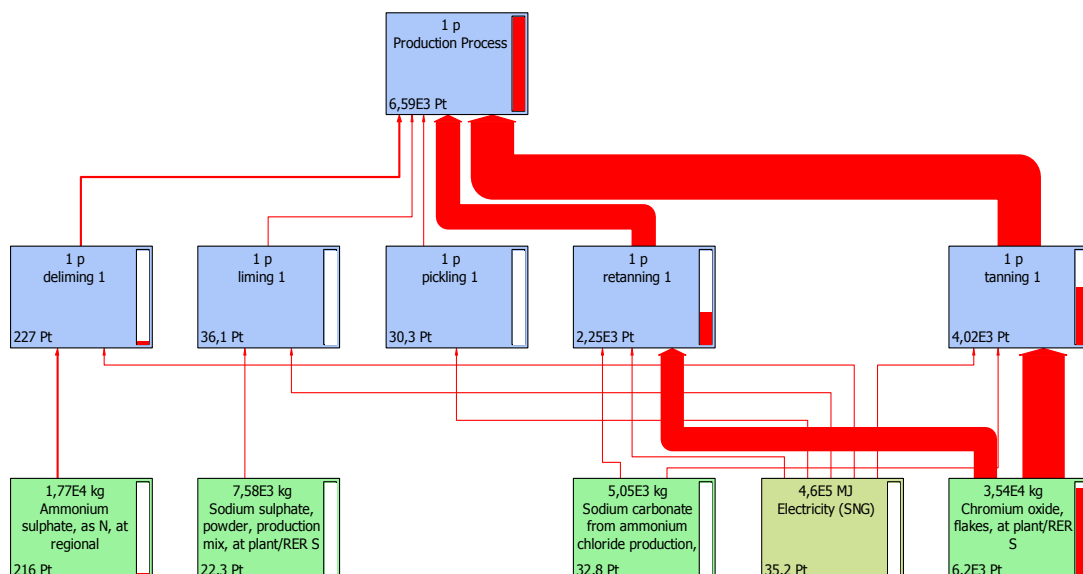 1 p
Production Process
6,59E3 Pt
1 p
deliming 1
227 Pt
1 p
liming 1
36,1 Pt
1 p
pickling 1
30,3 Pt
1 p
retanning 1
2,25E3 Pt
1 p
tanning 1
4,02E3 Pt
1,77E4 kg
Ammonium
sulphate, as N, at
regional
216 Pt
7,58E3 kg
Sodium sulphate,
powder, production
mix, at plant/RER S
22,3 Pt
5,05E3 kg
Sodium carbonate
from ammonium
chloride production,
32,8 Pt
4,6E5 MJ
Electricity (SNG)
35,2 Pt
3,54E4 kg
Chromium oxide,
flakes, at plant/RER
S
6,2E3 Pt